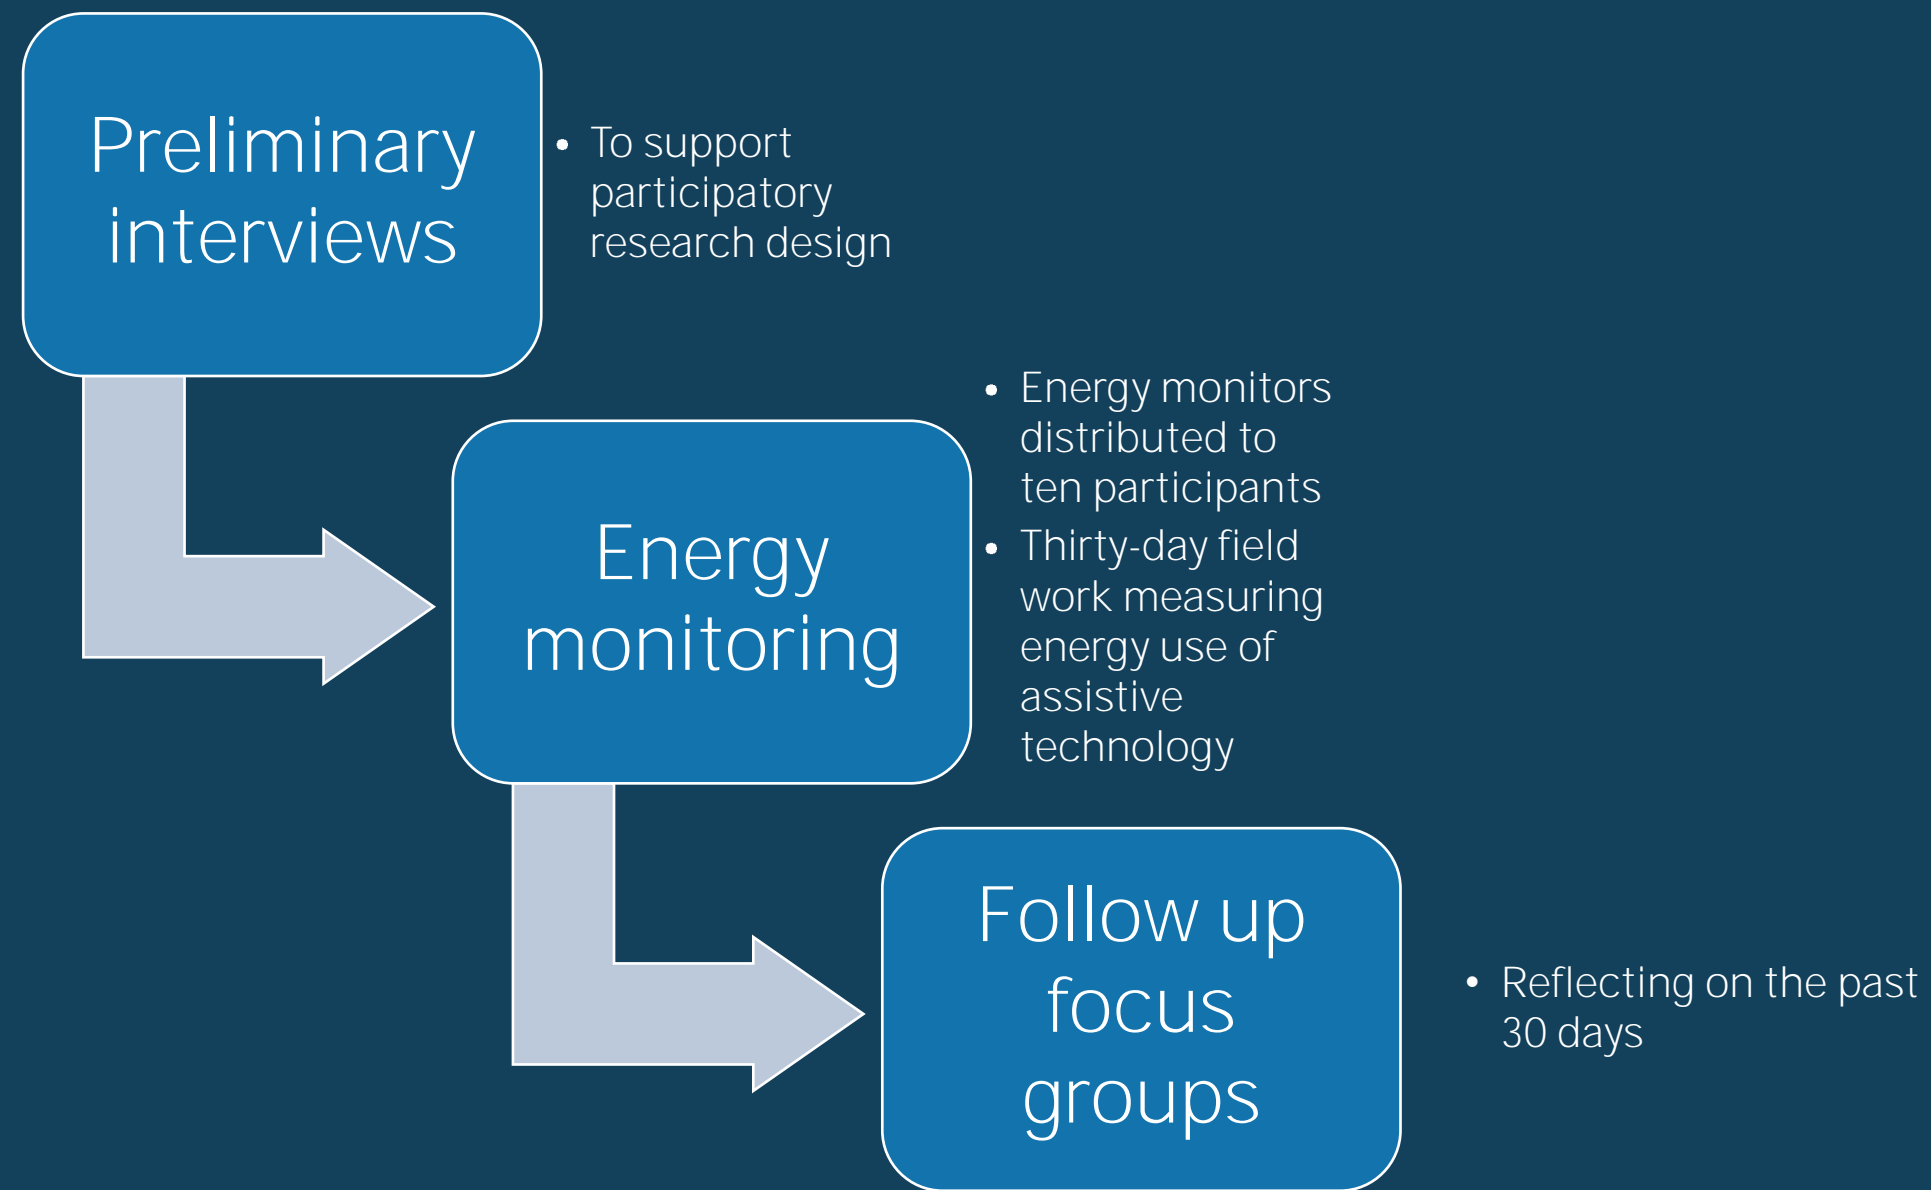 Preliminary
interviews
• To support
participatory
research design
Energy
monitoring
• Energy monitors
distributed to
ten participants
• Thirty-day field
work measuring
energy use of
assistive
technology
Follow up
focus
groups
• Reflecting on the past
30 days